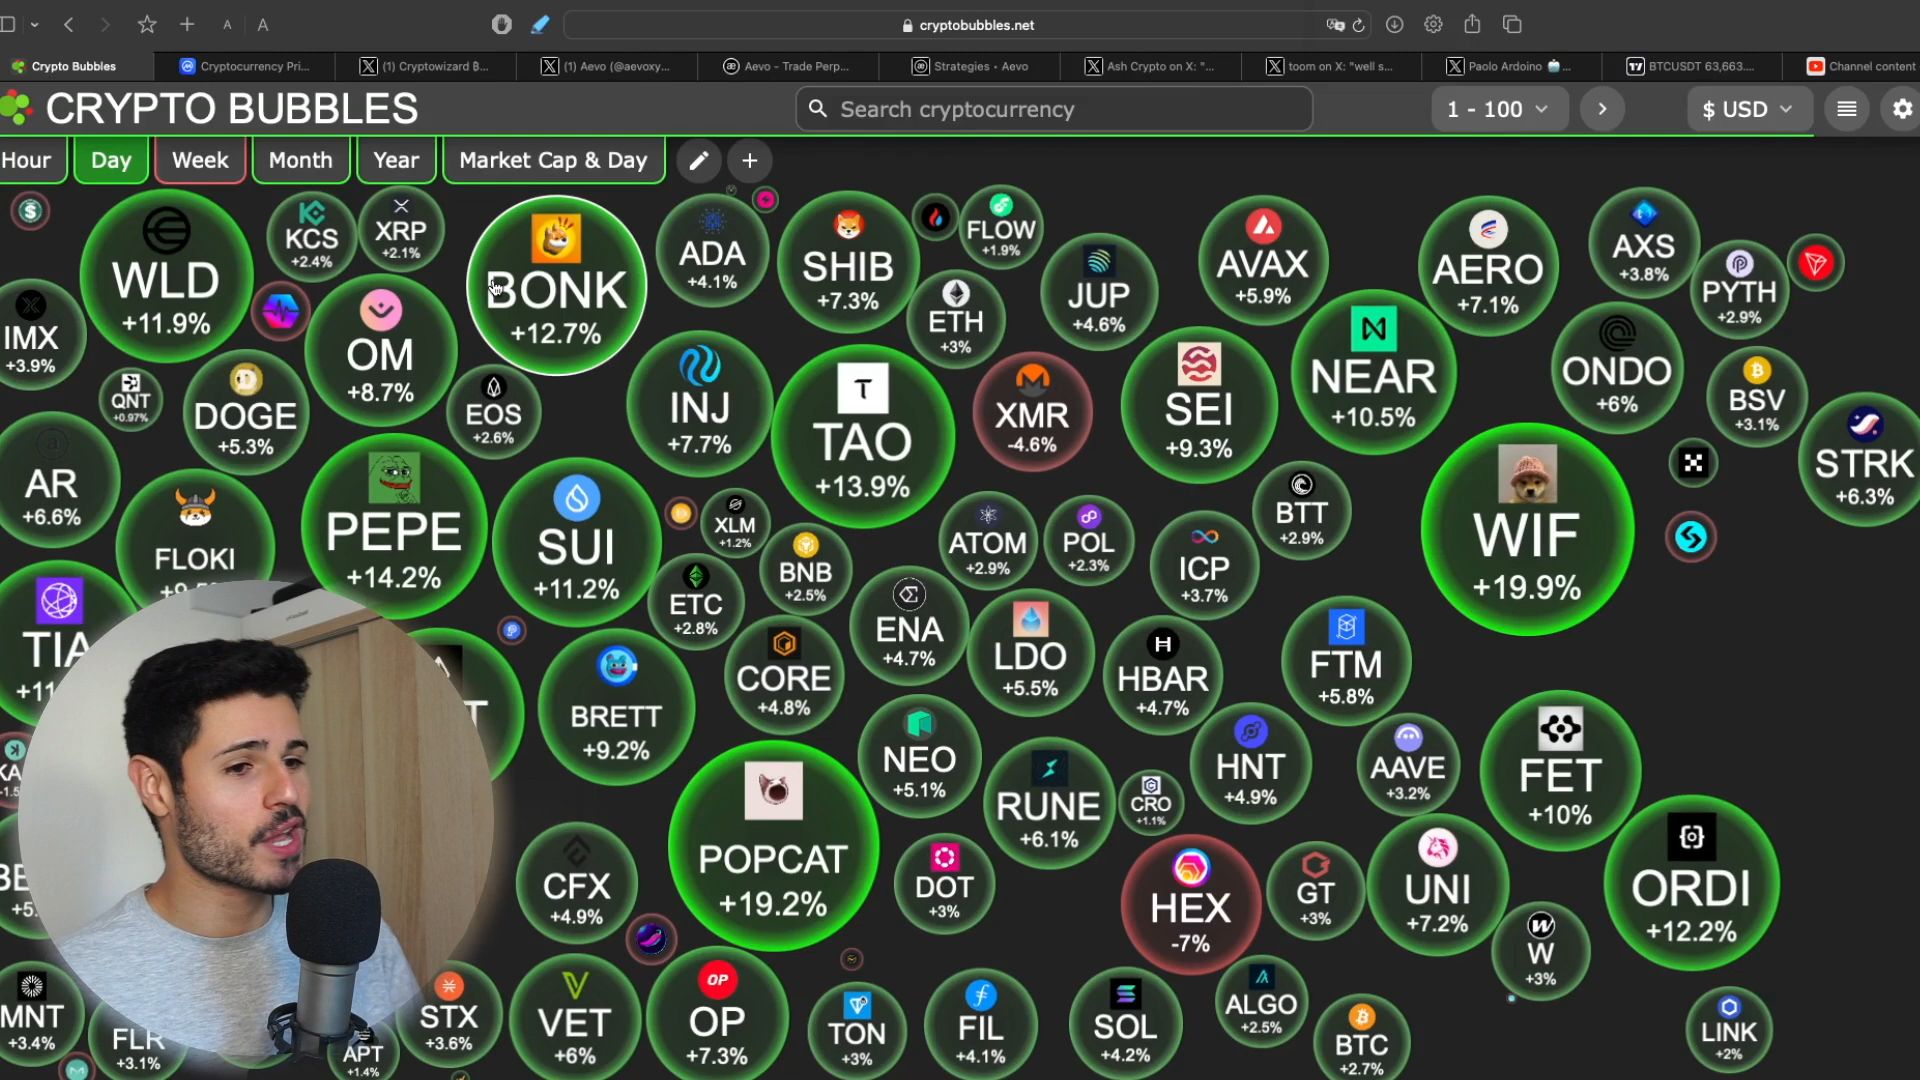 A A cryptobubbles.net
Crypto Bubbles
Cryptocurrency Pri...
(1) Cryptowizard ₿...
(1) Aevo (@aevoxy...
Aevo - Trade Perp...
Strategies • Aevo
Ash Crypto on X: "...
toom on X: "well s...
Paolo Ardoino 🍏...
BTCUSDT 63,663....
Channel content
CRYPTO BUBBLES
Search cryptocurrency
1 - 100
$ USD
Hour Day Week Month Year Market Cap & Day
WLD
+11.9%
KCS
+2.4%
XRP
+2.1%
BONK
+12.7%
ADA
+4.1%
SHIB
+7.3%
FLOW
+1.9%
ETH
+3%
JUP
+4.6%
AVAX
+5.9%
AERO
+7.1%
AXS
+3.8%
PYTH
+2.9%
IMX
+3.9%
QNT
+0.97%
DOGE
+5.3%
OM
+8.7%
EOS
+2.6%
INJ
+7.7%
TAO
+13.9%
XMR
-4.6%
SEI
+9.3%
NEAR
+10.5%
ONDO
+6%
BSV
+3.1%
STRK
+6.3%
AR
+6.6%
FLOKI
PEPE
+14.2%
SUI
+11.2%
XLM
+1.2%
BNB
+2.5%
ETC
+2.8%
ATOM
+2.9%
POL
+2.3%
ICP
+3.7%
BTT
+2.9%
WIF
+19.9%
TIA
+11
T
BRETT
+9.2%
CORE
+4.8%
ENA
+4.7%
LDO
+5.5%
HBAR
+4.7%
FTM
+5.8%
KA
-1.5
NEO
+5.1%
RUNE
+6.1%
CRO
+1.1%
HNT
+4.9%
AAVE
+3.2%
FET
+10%
BE
+5.
CFX
+4.9%
POPCAT
+19.2%
DOT
+3%
HEX
-7%
GT
+3%
UNI
+7.2%
W
+3%
ORDI
+12.2%
MNT
+3.4%
FLR
+3.1%
APT
+1.4%
STX
+3.6%
VET
+6%
OP
OP
+7.3%
TON
+3%
FIL
+4.1%
SOL
+4.2%
ALGO
+2.5%
BTC
+2.7%
LINK
+2%